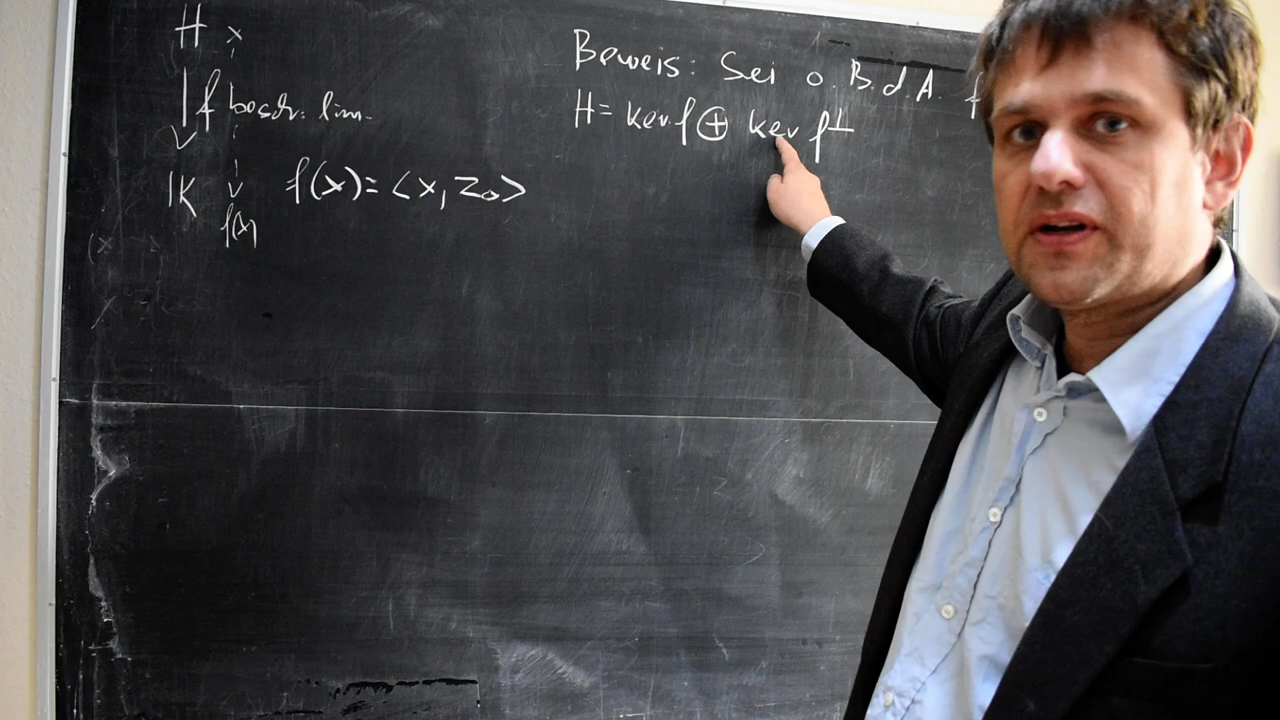 H x
f beschr. lin.
K f(x) f(x) = <x, z₀>
Beweis: Sei o.B.d.A. f
H = ker f ⊕ ker f⊥